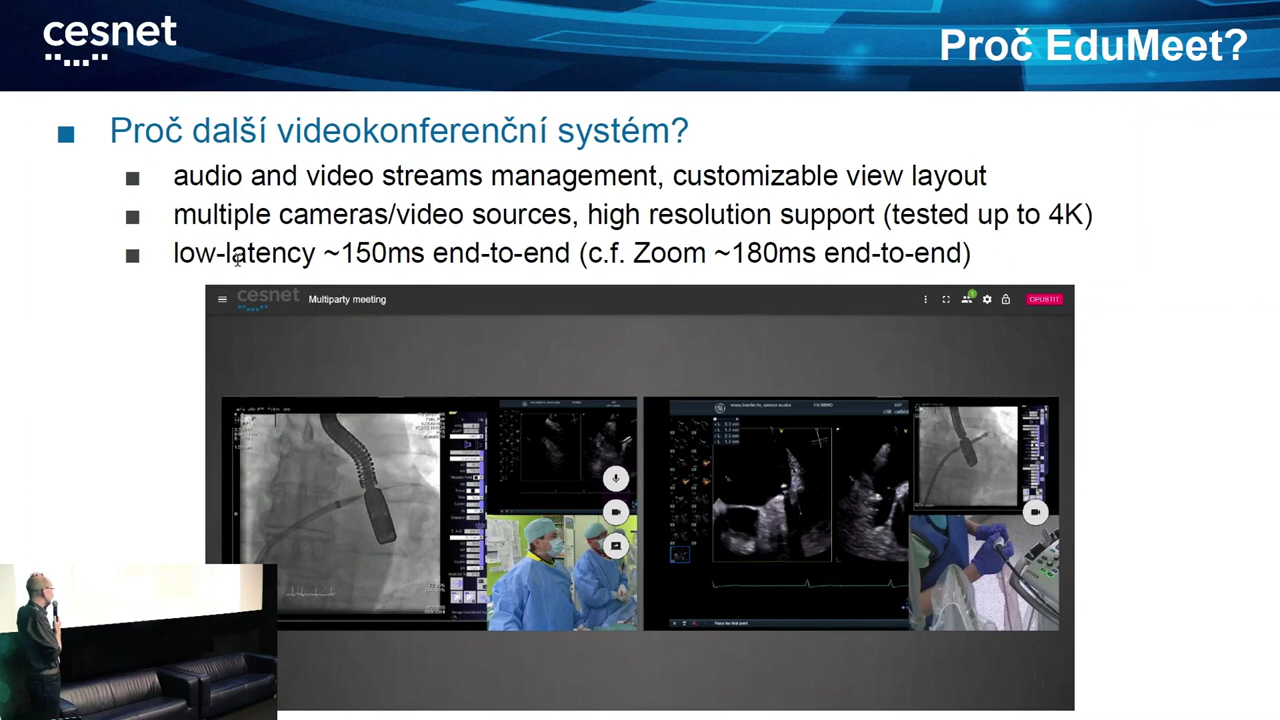 cesnet
Proč EduMeet?
Proč další videokonferenční systém?
audio and video streams management, customizable view layout
multiple cameras/video sources, high resolution support (tested up to 4K)
low-latency ~150ms end-to-end (c.f. Zoom ~180ms end-to-end)
cesnet
Multiparty meeting
1
OPUSTIT